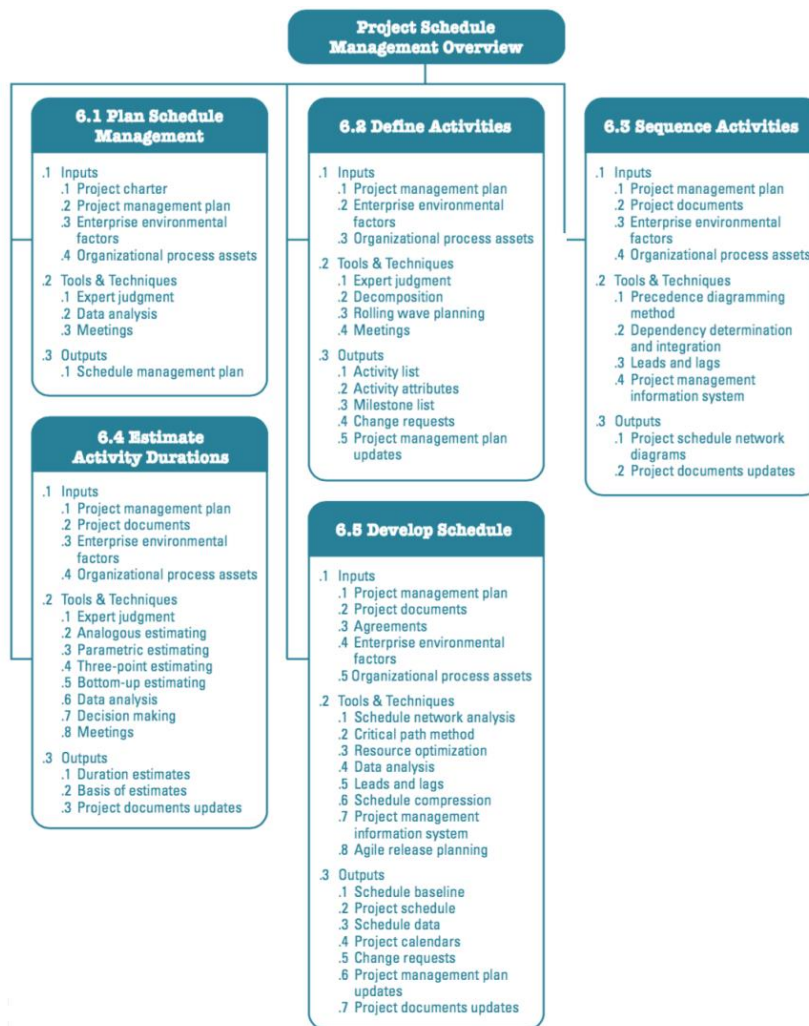 Project Schedule
Management Overview
6.1 Plan Schedule
Management
.1 Inputs
.1 Project charter
.2 Project management plan
.3 Enterprise environmental
factors
.4 Organizational process assets
.2 Tools & Techniques
.1 Expert judgment
.2 Data analysis
.3 Meetings
.3 Outputs
.1 Schedule management plan
6.2 Define Activities
.1 Inputs
.1 Project management plan
.2 Enterprise environmental
factors
.3 Organizational process assets
.2 Tools & Techniques
.1 Expert judgment
.2 Decomposition
.3 Rolling wave planning
.4 Meetings
.3 Outputs
.1 Activity list
.2 Activity attributes
.3 Milestone list
.4 Change requests
.5 Project management plan
updates
6.3 Sequence Activities
.1 Inputs
.1 Project management plan
.2 Project documents
.3 Enterprise environmental
factors
.4 Organizational process assets
.2 Tools & Techniques
.1 Precedence diagramming
method
.2 Dependency determination
and integration
.3 Leads and lags
.4 Project management
information system
.3 Outputs
.1 Project schedule network
diagrams
.2 Project documents updates
6.4 Estimate
Activity Durations
.1 Inputs
.1 Project management plan
.2 Project documents
.3 Enterprise environmental
factors
.4 Organizational process assets
.2 Tools & Techniques
.1 Expert judgment
.2 Analogous estimating
.3 Parametric estimating
.4 Three-point estimating
.5 Bottom-up estimating
.6 Data analysis
.7 Decision making
.8 Meetings
.3 Outputs
.1 Duration estimates
.2 Basis of estimates
.3 Project documents updates
6.5 Develop Schedule
.1 Inputs
.1 Project management plan
.2 Project documents
.3 Agreements
.4 Enterprise environmental
factors
.5 Organizational process assets
.2 Tools & Techniques
.1 Schedule network analysis
.2 Critical path method
.3 Resource optimization
.4 Data analysis
.5 Leads and lags
.6 Schedule compression
.7 Project management
information system
.8 Agile release planning
.3 Outputs
.1 Schedule baseline
.2 Project schedule
.3 Schedule data
.4 Project calendars
.5 Change requests
.6 Project management plan
updates
.7 Project documents updates